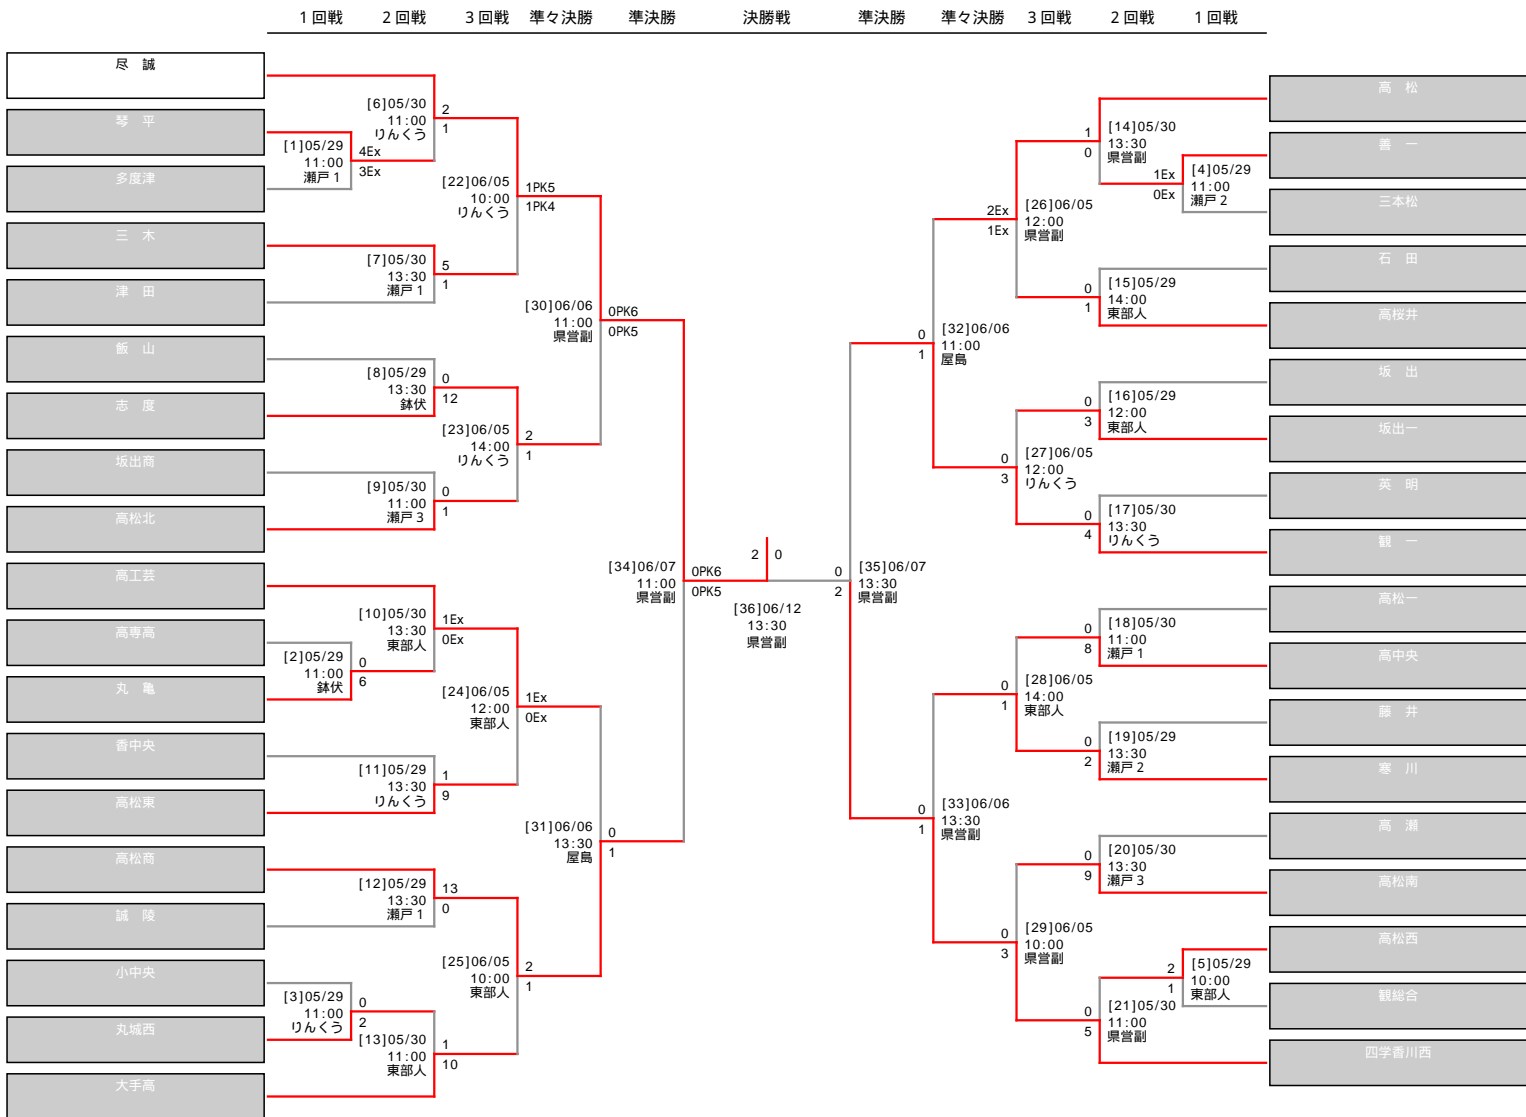 1回戦 2回戦 3回戦 準々決勝 準決勝 決勝戦 準決勝 準々決勝 3回戦 2回戦 1回戦
尽 誠
琴 平
多度津
三 木
津 田
飯 山
志 度
坂出商
高松北
高工芸
高専高
丸 亀
香中央
高松東
高松商
誠 陵
小中央
丸城西
大手高
[1]05/29
11:00
瀬戸1
4Ex
3Ex
[2]05/29
11:00
鉢伏
0
6
[3]05/29
11:00
りんくう
0
2
[6]05/30
11:00
りんくう
2
1
[7]05/30
13:30
瀬戸1
5
1
[8]05/29
13:30
鉢伏
0
12
[9]05/30
11:00
瀬戸3
0
1
[10]05/30
13:30
東部人
1Ex
0Ex
[11]05/29
13:30
りんくう
1
9
[12]05/29
13:30
瀬戸1
13
0
[13]05/30
11:00
東部人
1
10
[22]06/05
10:00
りんくう
1PK5
1PK4
[23]06/05
14:00
りんくう
2
1
[24]06/05
12:00
東部人
1Ex
0Ex
[25]06/05
10:00
東部人
2
1
[30]06/06
11:00
県営副
0PK6
0PK5
[31]06/06
13:30
屋島
0
1
[34]06/07
11:00
県営副
0PK6
0PK5
2 0
[36]06/12
13:30
県営副
0
2
[35]06/07
13:30
県営副
0
1
[32]06/06
11:00
屋島
0
1
[33]06/06
13:30
県営副
2Ex
1Ex
[26]06/05
12:00
県営副
0
3
[27]06/05
12:00
りんくう
0
1
[28]06/05
14:00
東部人
0
3
[29]06/05
10:00
県営副
1
0
[14]05/30
13:30
県営副
0
1
[15]05/29
14:00
東部人
0
3
[16]05/29
12:00
東部人
0
4
[17]05/30
13:30
りんくう
0
8
[18]05/30
11:00
瀬戸1
0
2
[19]05/29
13:30
瀬戸2
0
9
[20]05/30
13:30
瀬戸3
0
5
[21]05/30
11:00
県営副
1Ex
0Ex
[4]05/29
11:00
瀬戸2
2
1
[5]05/29
10:00
東部人
高 松
善 一
三本松
石 田
高桜井
坂 出
坂出一
英 明
観 一
高松一
高中央
藤 井
寒 川
高 瀬
高松南
高松西
観総合
四学香川西